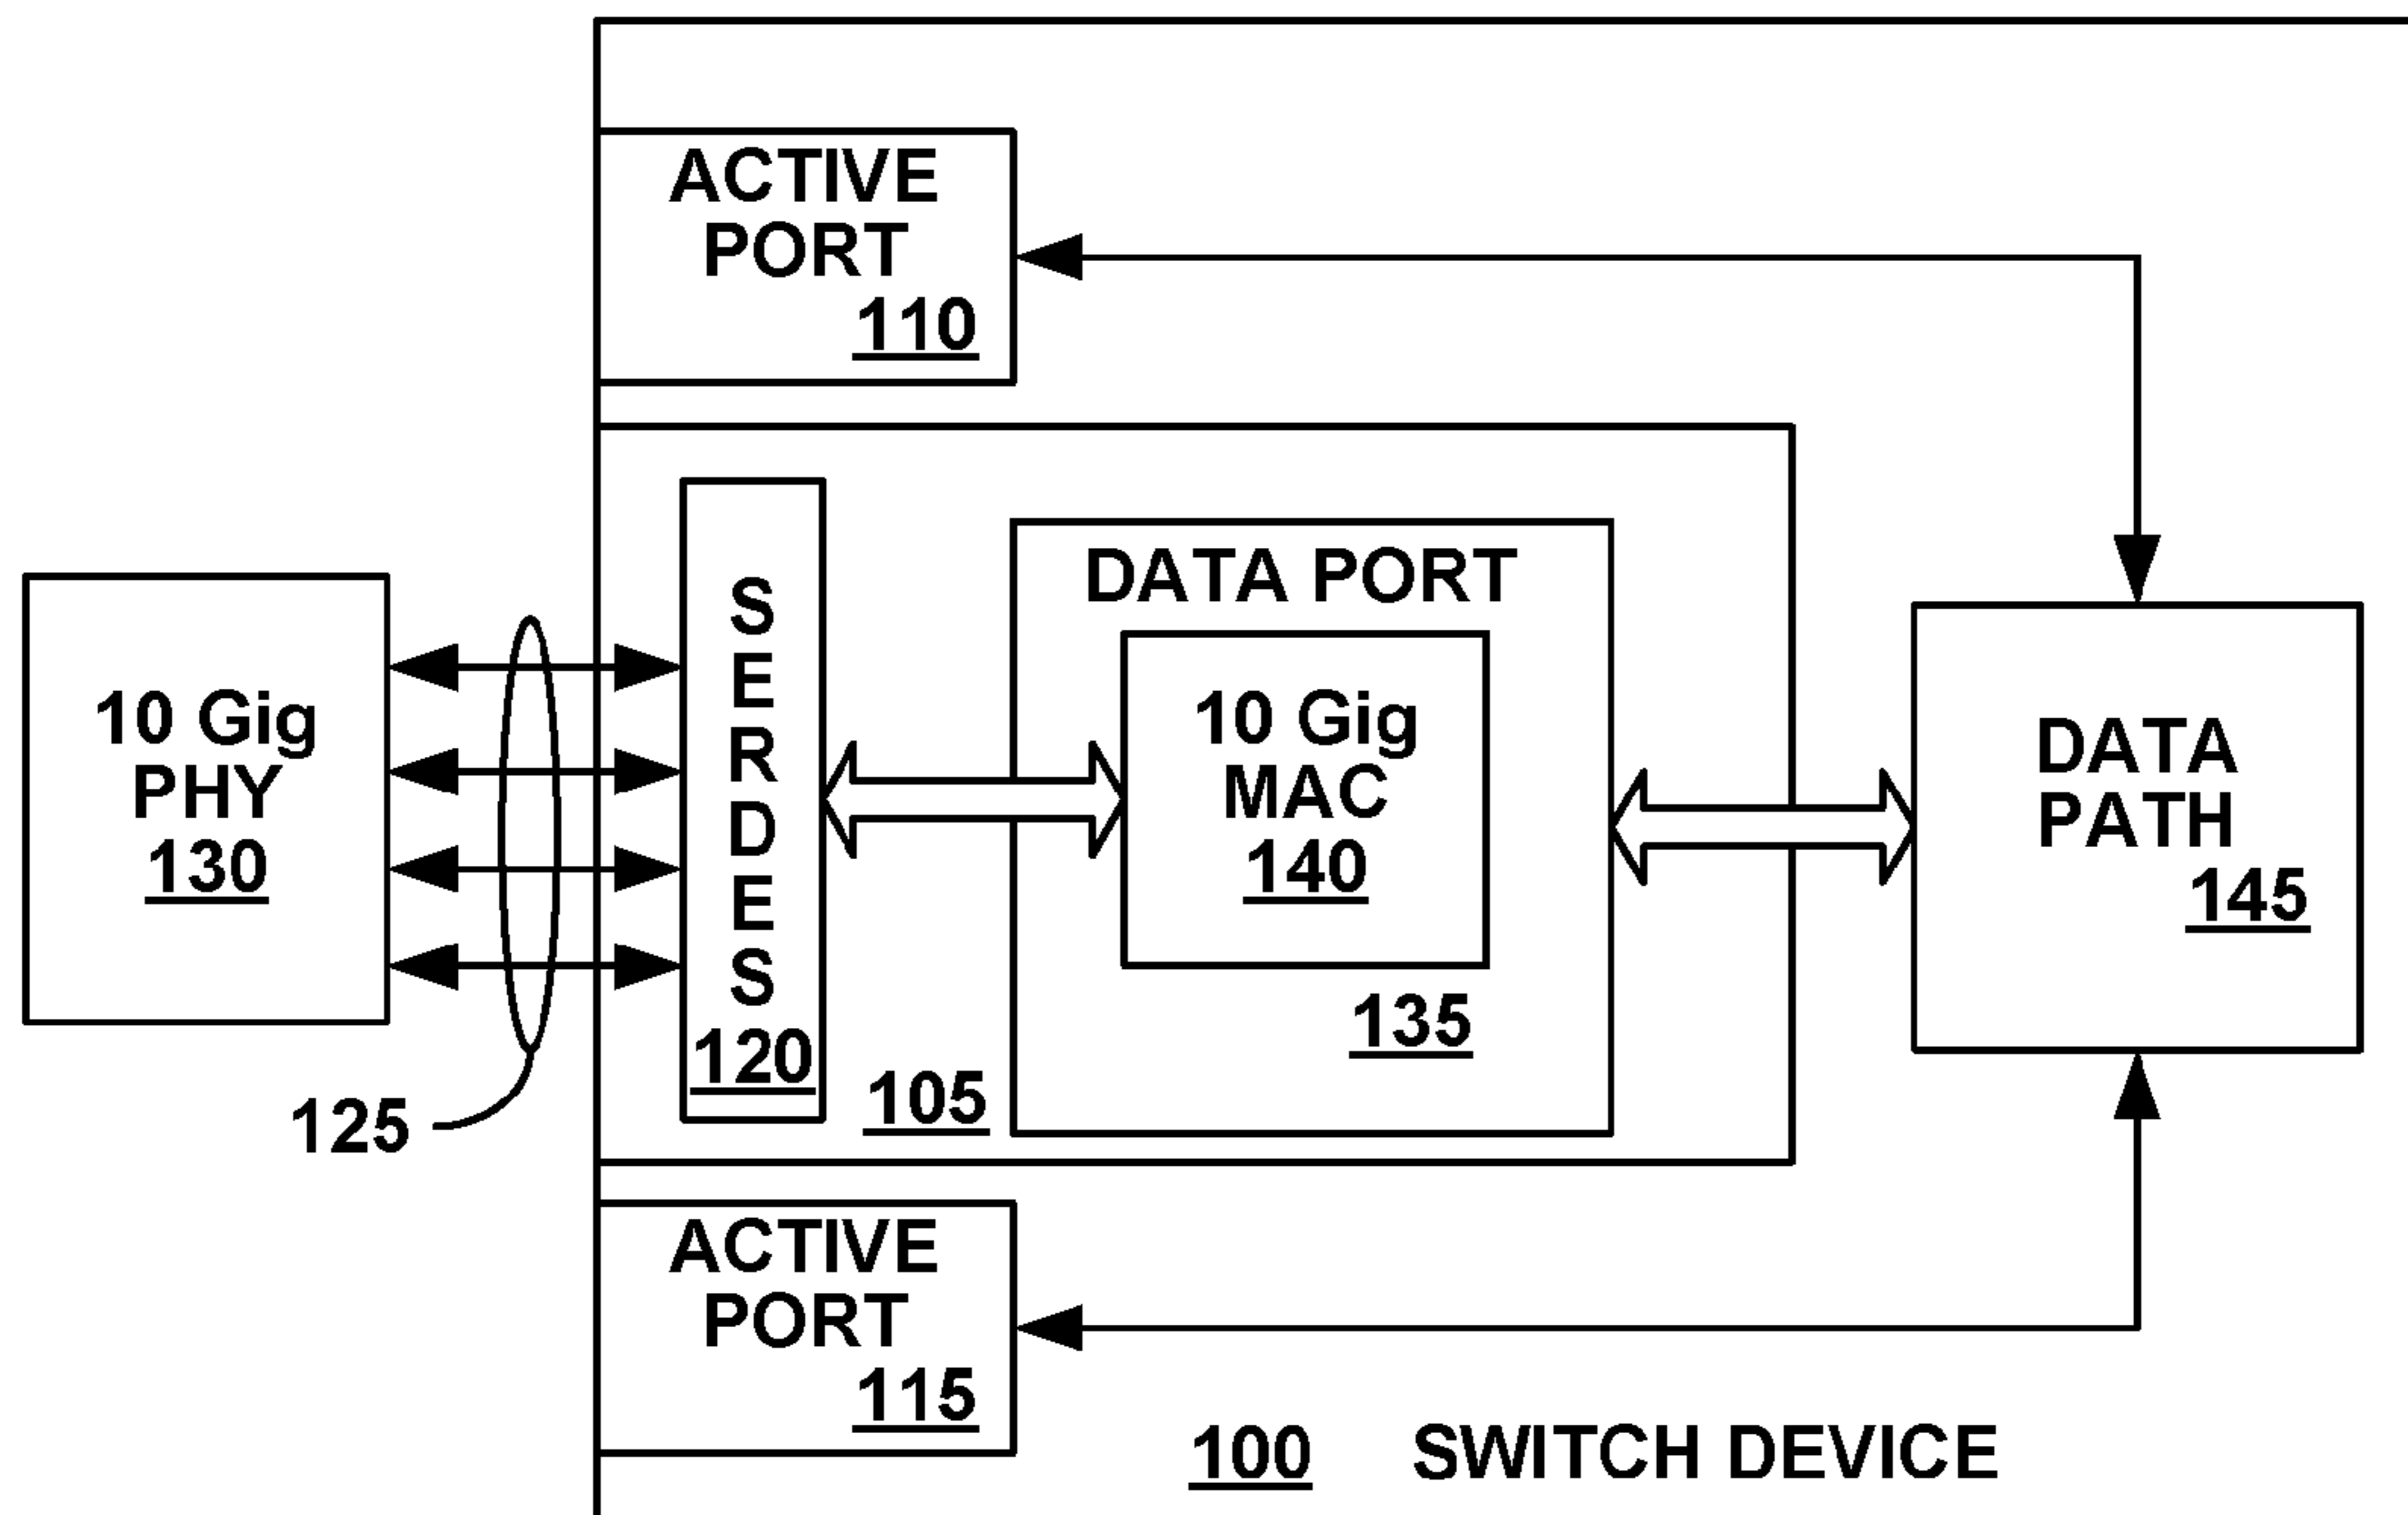 ACTIVE
PORT
110
10 Gig
PHY
130
125
SERDES
120
105
DATA PORT
10 Gig
MAC
140
135
DATA
PATH
145
ACTIVE
PORT
115
100 SWITCH DEVICE